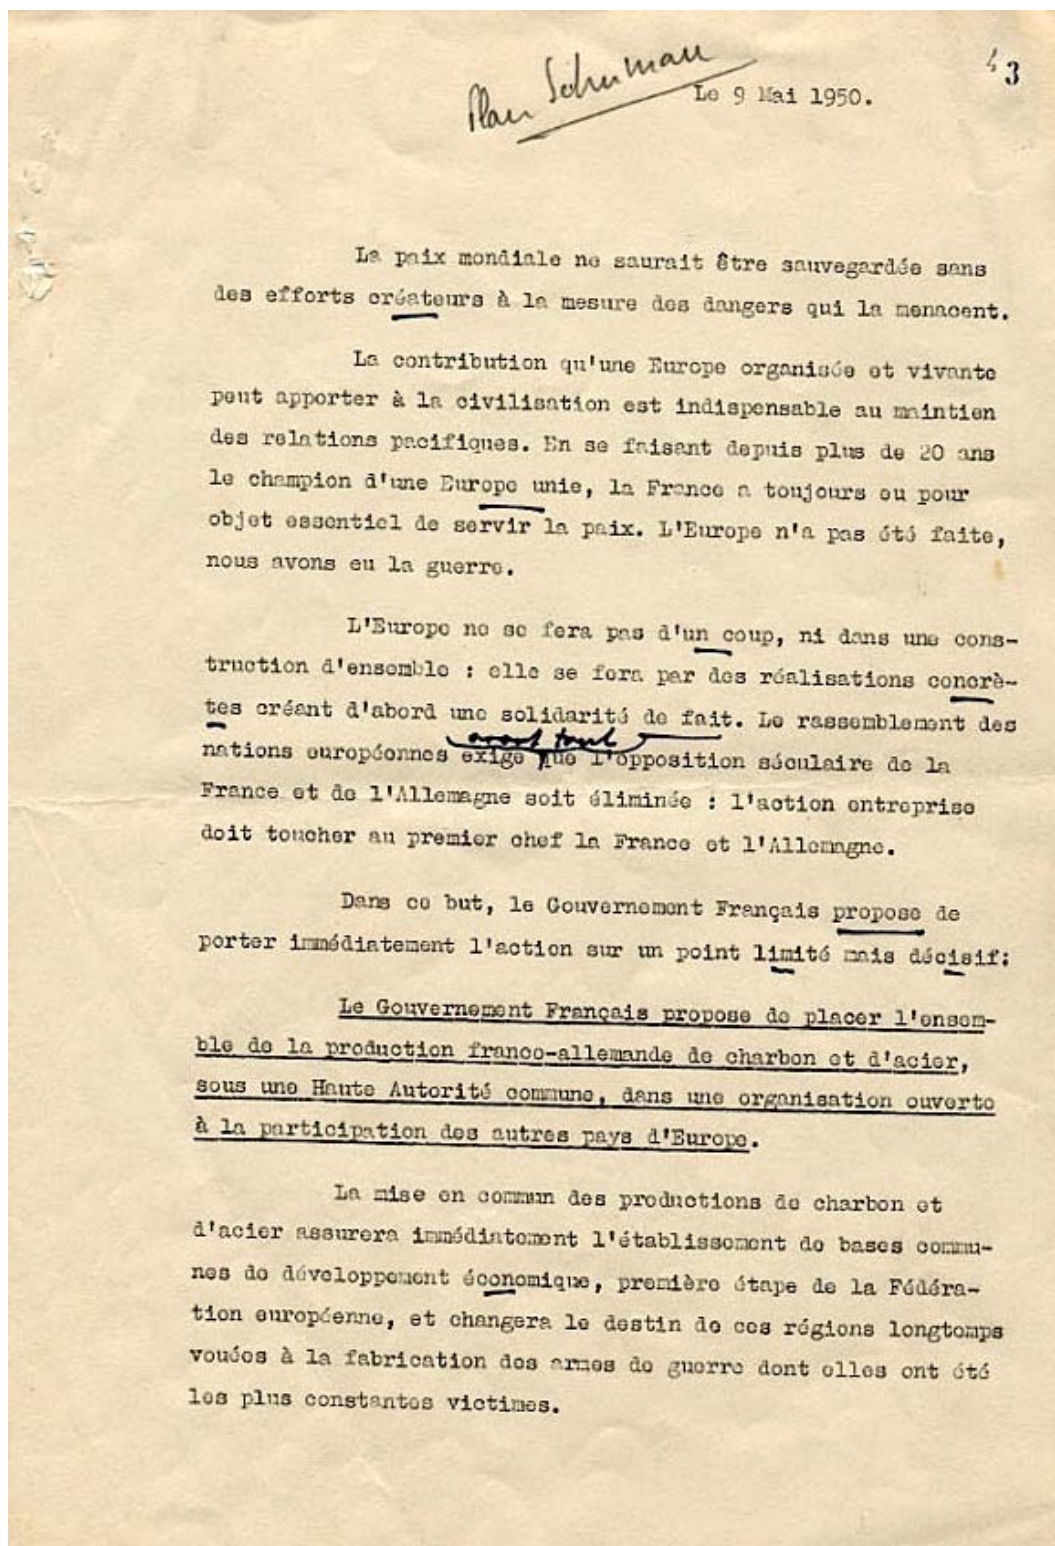 Plan Schuman
43
Le 9 Mai 1950.
La paix mondiale ne saurait être sauvegardée sans
des efforts créateurs à la mesure des dangers qui la menacent.
La contribution qu'une Europe organisée et vivante
peut apporter à la civilisation est indispensable au maintien
des relations pacifiques. En se faisant depuis plus de 20 ans
le champion d'une Europe unie, la France a toujours eu pour
objet essentiel de servir la paix. L'Europe n'a pas été faite,
nous avons eu la guerre.
L'Europe ne se fera pas d'un coup, ni dans une cons-
truction d'ensemble : elle se fera par des réalisations concrè-
tes créant d'abord une solidarité de fait. Le rassemblement des
avant tout
nations européennes exige que l'opposition séculaire de la
France et de l'Allemagne soit éliminée : l'action entreprise
doit toucher au premier chef la France et l'Allemagne.
Dans ce but, le Gouvernement Français propose de
porter immédiatement l'action sur un point limité mais décisif:
Le Gouvernement Français propose de placer l'ensem-
ble de la production franco-allemande de charbon et d'acier,
sous une Haute Autorité commune, dans une organisation ouverte
à la participation des autres pays d'Europe.
La mise en commun des productions de charbon et
d'acier assurera immédiatement l'établissement de bases commu-
nes de développement économique, première étape de la Fédéra-
tion européenne, et changera le destin de ces régions longtemps
vouées à la fabrication des armes de guerre dont elles ont été
les plus constantes victimes.